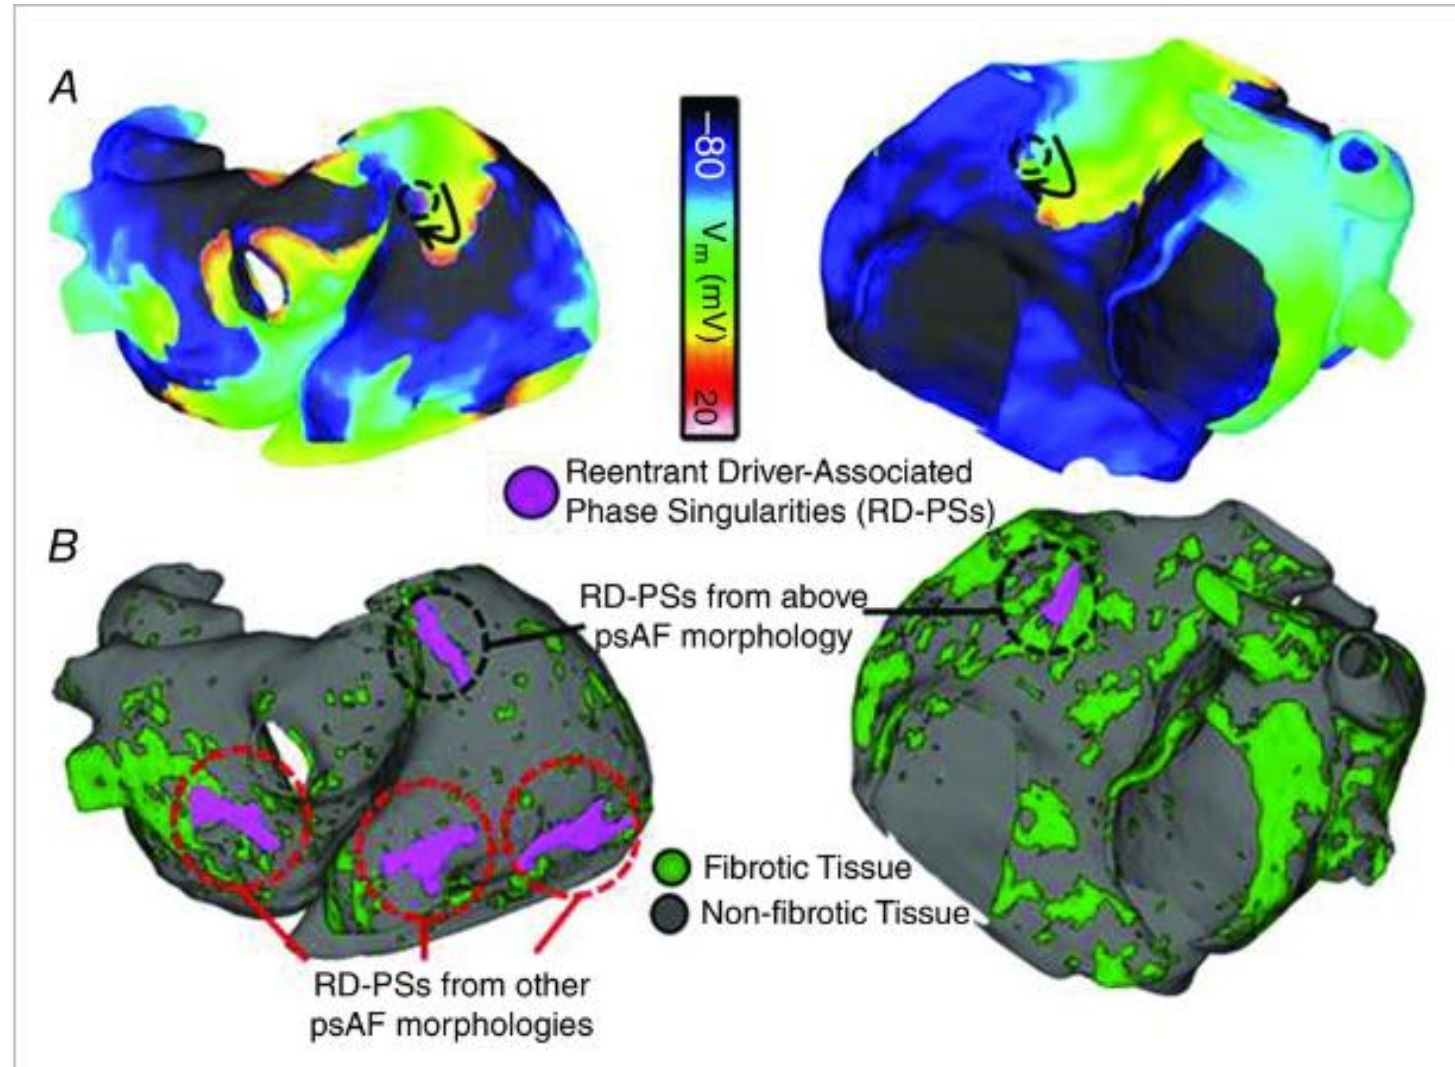 A
–80
Vm (mV)
20
Reentrant Driver-Associated
Phase Singularities (RD-PSs)
B
RD-PSs from above
psAF morphology
Fibrotic Tissue
Non-fibrotic Tissue
RD-PSs from other
psAF morphologies